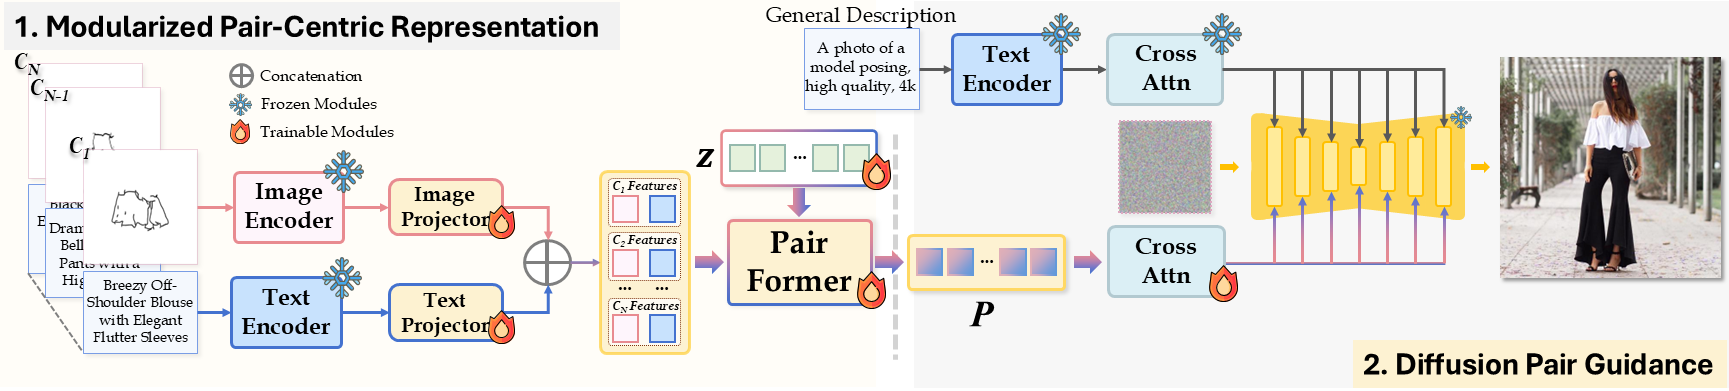 1. Modularized Pair-Centric Representation
C_N
C_N-1
C_1
Black
E
Dram
Bell
Pants with a
Hig
Breezy Off-
Shoulder Blouse
with Elegant
Flutter Sleeves
Concatenation
Frozen Modules
Trainable Modules
Image
Encoder
Image
Projector
Text
Encoder
Text
Projector
C_1 Features
C_2 Features
... ...
C_N Features
z
...
Pair
Former
General Description
A photo of a
model posing,
high quality, 4k
Text
Encoder
Cross
Attn
...
P
Cross
Attn
2. Diffusion Pair Guidance